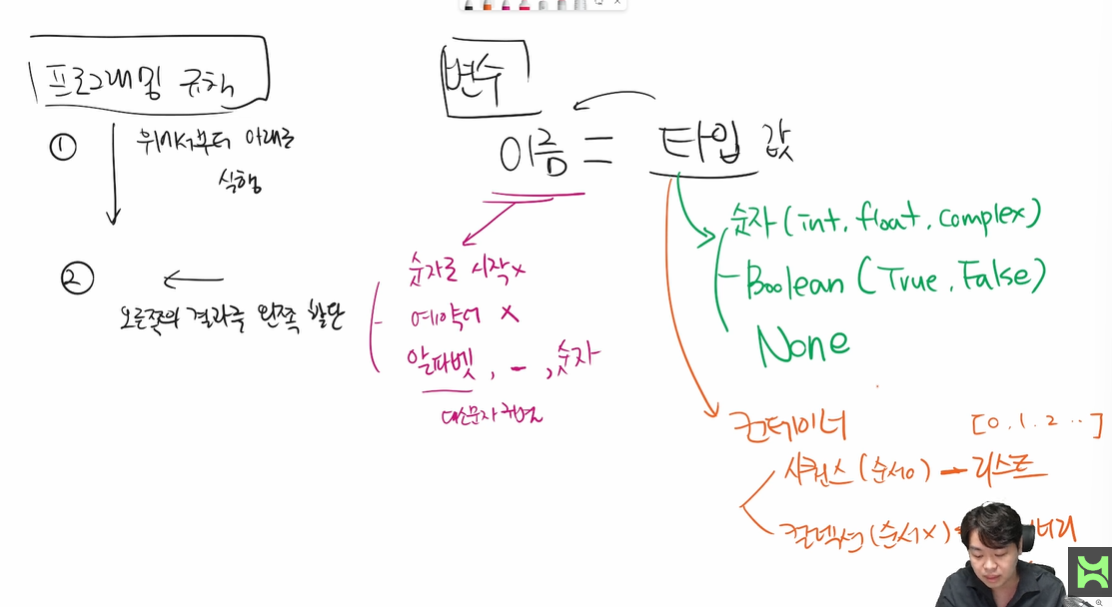 프로그래밍 규칙
① 위에서부터 아래로
실행
②
오른쪽의 결과를 왼쪽 할당
변수
이름 = 타입 값
숫자로 시작 x
예약어 x
알파벳, _, 숫자
대소문자 구분
숫자 (int, float, complex)
Boolean (True, False)
None
컨테이너 [0, 1, 2 ..]
시퀀스 (순서o) - 리스트
컬렉션 (순서x)